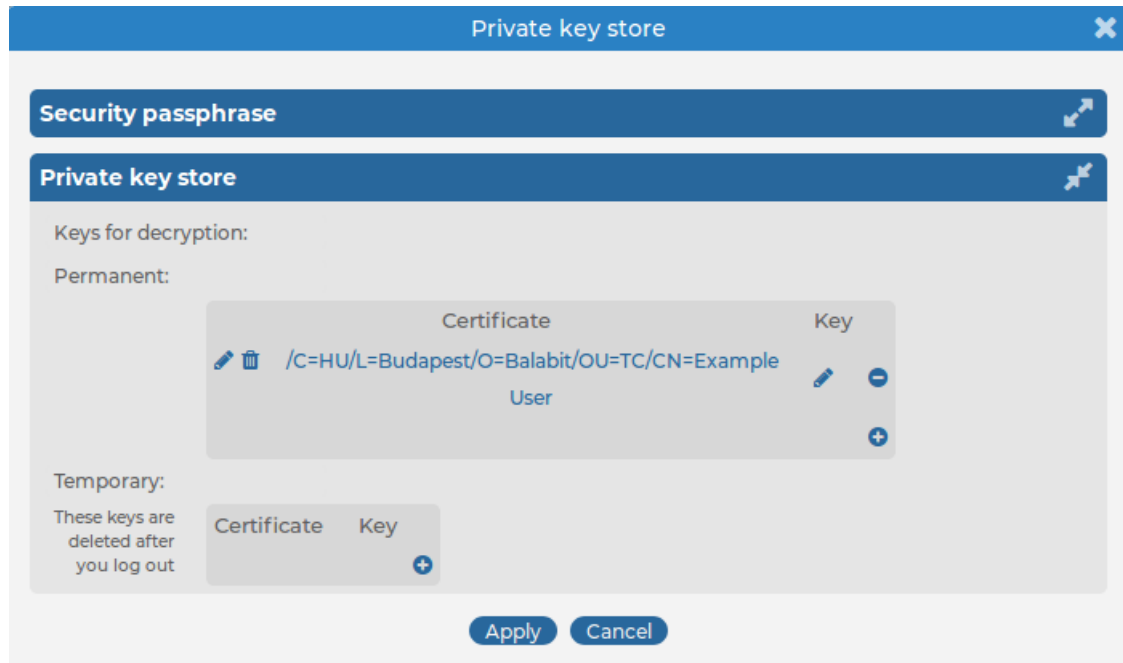 Private key store
Security passphrase
Private key store
Keys for decryption:
Permanent:
Certificate Key
/C=HU/L=Budapest/O=Balabit/OU=TC/CN=Example
User
Temporary:
These keys are
deleted after
you log out
Certificate Key
Apply Cancel